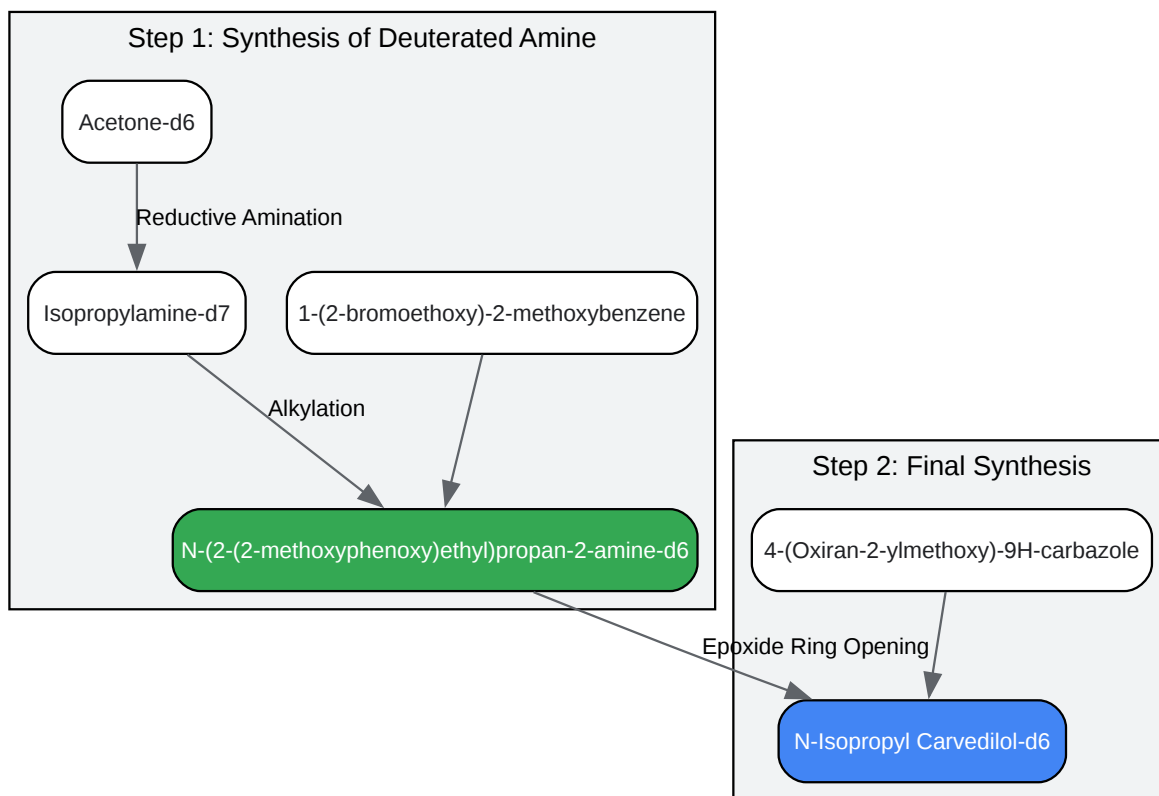 Step 1: Synthesis of Deuterated Amine
Acetone-d6
Reductive Amination
Isopropylamine-d7
1-(2-bromoethoxy)-2-methoxybenzene
Alkylation
N-(2-(2-methoxyphenoxy)ethyl)propan-2-amine-d6
Step 2: Final Synthesis
4-(Oxiran-2-ylmethoxy)-9H-carbazole
Epoxide Ring Opening
N-Isopropyl Carvedilol-d6